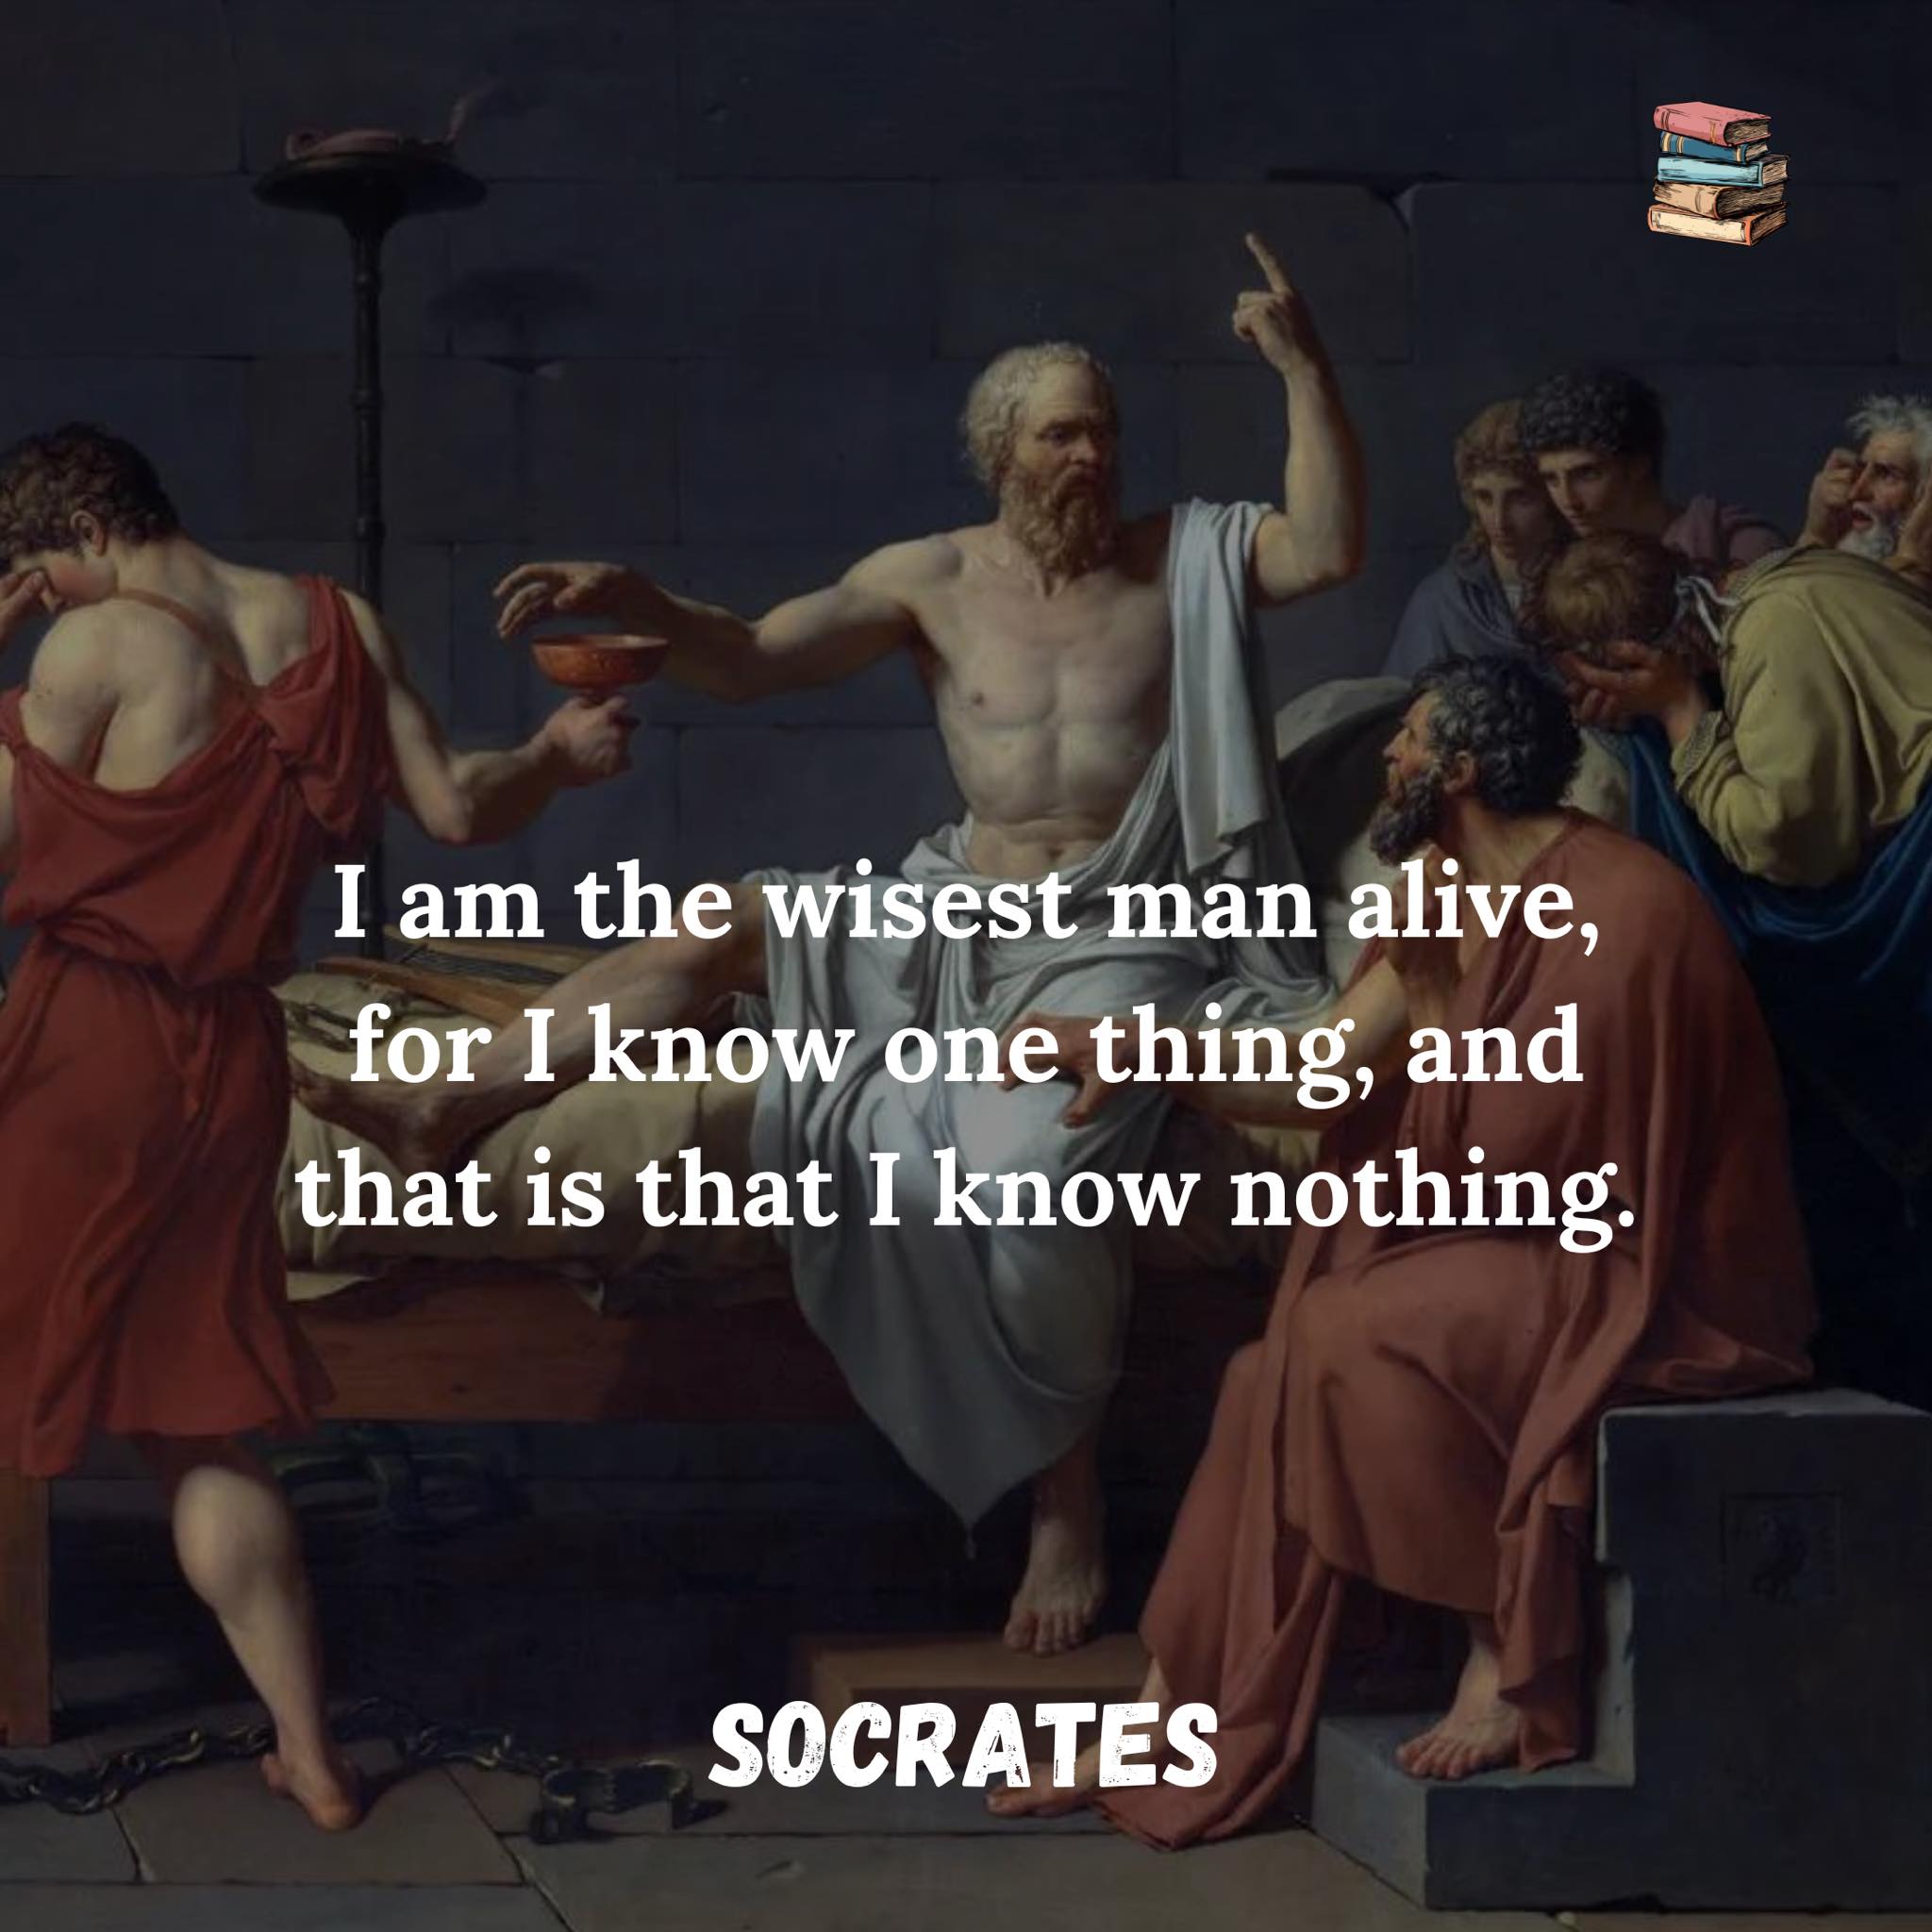 I am the wisest man alive,
for I know one thing, and
that is that I know nothing.
SOCRATES